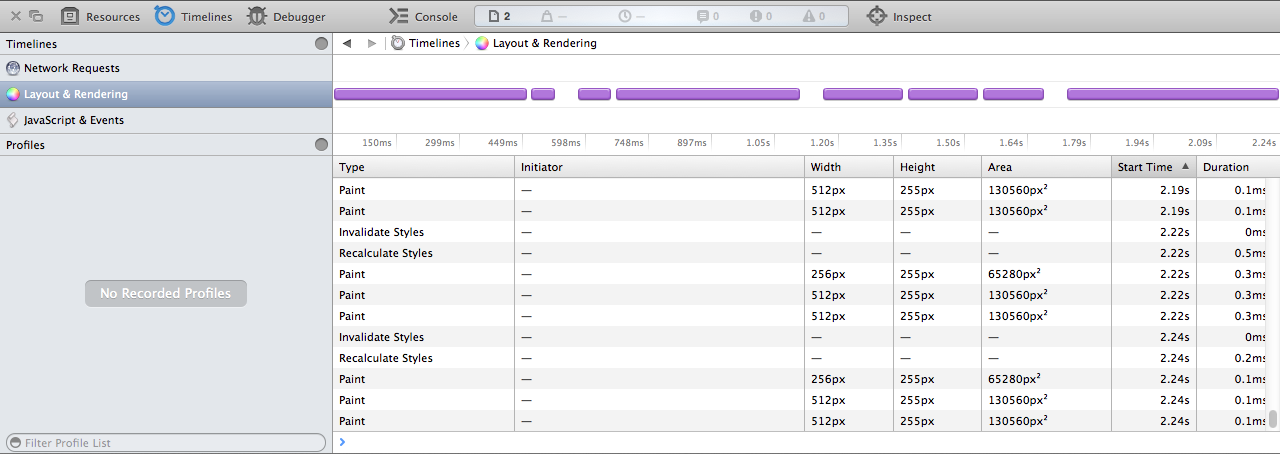 Resources Timelines Debugger Console 2 — — 0 0 0 Inspect
Timelines Timelines Layout & Rendering
Network Requests
Layout & Rendering
JavaScript & Events
Profiles 150ms 299ms 449ms 598ms 748ms 897ms 1.05s 1.20s 1.35s 1.50s 1.64s 1.79s 1.94s 2.09s 2.24s
Type Initiator Width Height Area Start Time Duration
Paint — 512px 255px 130560px² 2.19s 0.1ms
Paint — 512px 255px 130560px² 2.19s 0.1ms
Invalidate Styles — — — — 2.22s 0ms
Recalculate Styles — — — — 2.22s 0.5ms
Paint — 256px 255px 65280px² 2.22s 0.3ms
Paint — 512px 255px 130560px² 2.22s 0.3ms
Paint — 512px 255px 130560px² 2.22s 0.3ms
Invalidate Styles — — — — 2.24s 0ms
Recalculate Styles — — — — 2.24s 0.2ms
Paint — 256px 255px 65280px² 2.24s 0.1ms
Paint — 512px 255px 130560px² 2.24s 0.1ms
Paint — 512px 255px 130560px² 2.24s 0.1ms
No Recorded Profiles
Filter Profile List